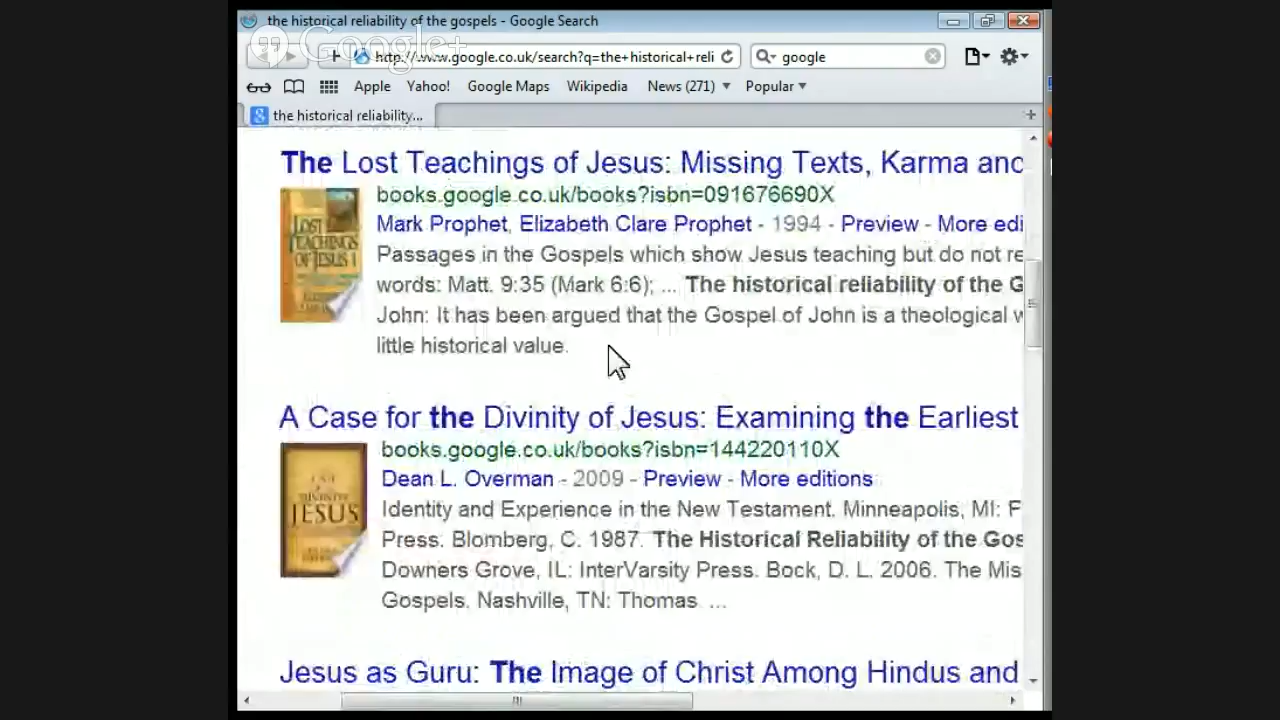 the historical reliability of the gospels - Google Search
Google+
http://www.google.co.uk/search?q=the+historical+reli
google
Apple Yahoo! Google Maps Wikipedia News (271) Popular
the historical reliability...
The Lost Teachings of Jesus: Missing Texts, Karma and
books.google.co.uk/books?isbn=091676690X
Mark Prophet, Elizabeth Clare Prophet - 1994 - Preview - More edi
Passages in the Gospels which show Jesus teaching but do not re
words: Matt. 9:35 (Mark 6:6); ... The historical reliability of the G
John: It has been argued that the Gospel of John is a theological w
little historical value.
LOST
TEACHINGS
OF JESUS 1
A Case for the Divinity of Jesus: Examining the Earliest
books.google.co.uk/books?isbn=144220110X
Dean L. Overman - 2009 - Preview - More editions
Identity and Experience in the New Testament. Minneapolis, MI: F
Press. Blomberg, C. 1987. The Historical Reliability of the Gos
Downers Grove, IL: InterVarsity Press. Bock, D. L. 2006. The Mis
Gospels. Nashville, TN: Thomas ...
JESUS
Jesus as Guru: The Image of Christ Among Hindus and